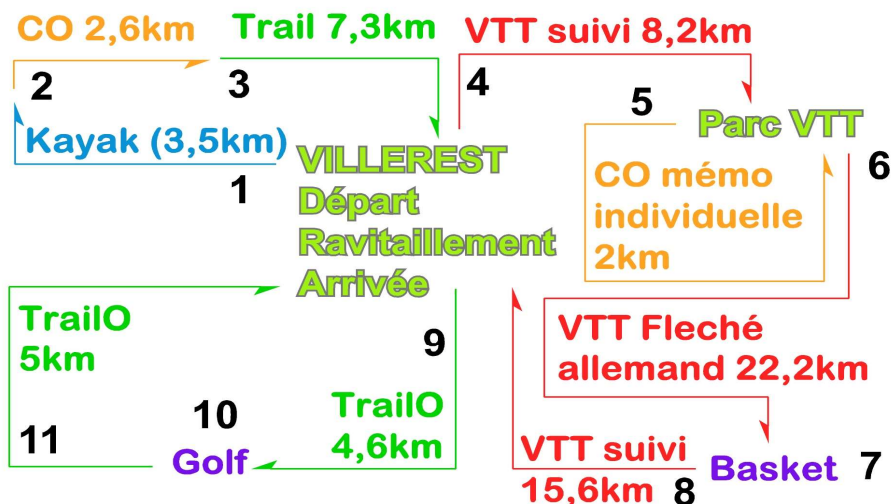 CO 2,6km
Trail 7,3km
VTT suivi 8,2km
2
3
4
5
Parc VTT
6
Kayak (3,5km)
1
VILLEREST
Départ
Ravitaillement
Arrivée
CO mémo
individuelle
2km
TrailO
5km
9
VTT Fleché
allemand 22,2km
10
TrailO
4,6km
11
Golf
VTT suivi
15,6km
8
Basket
7